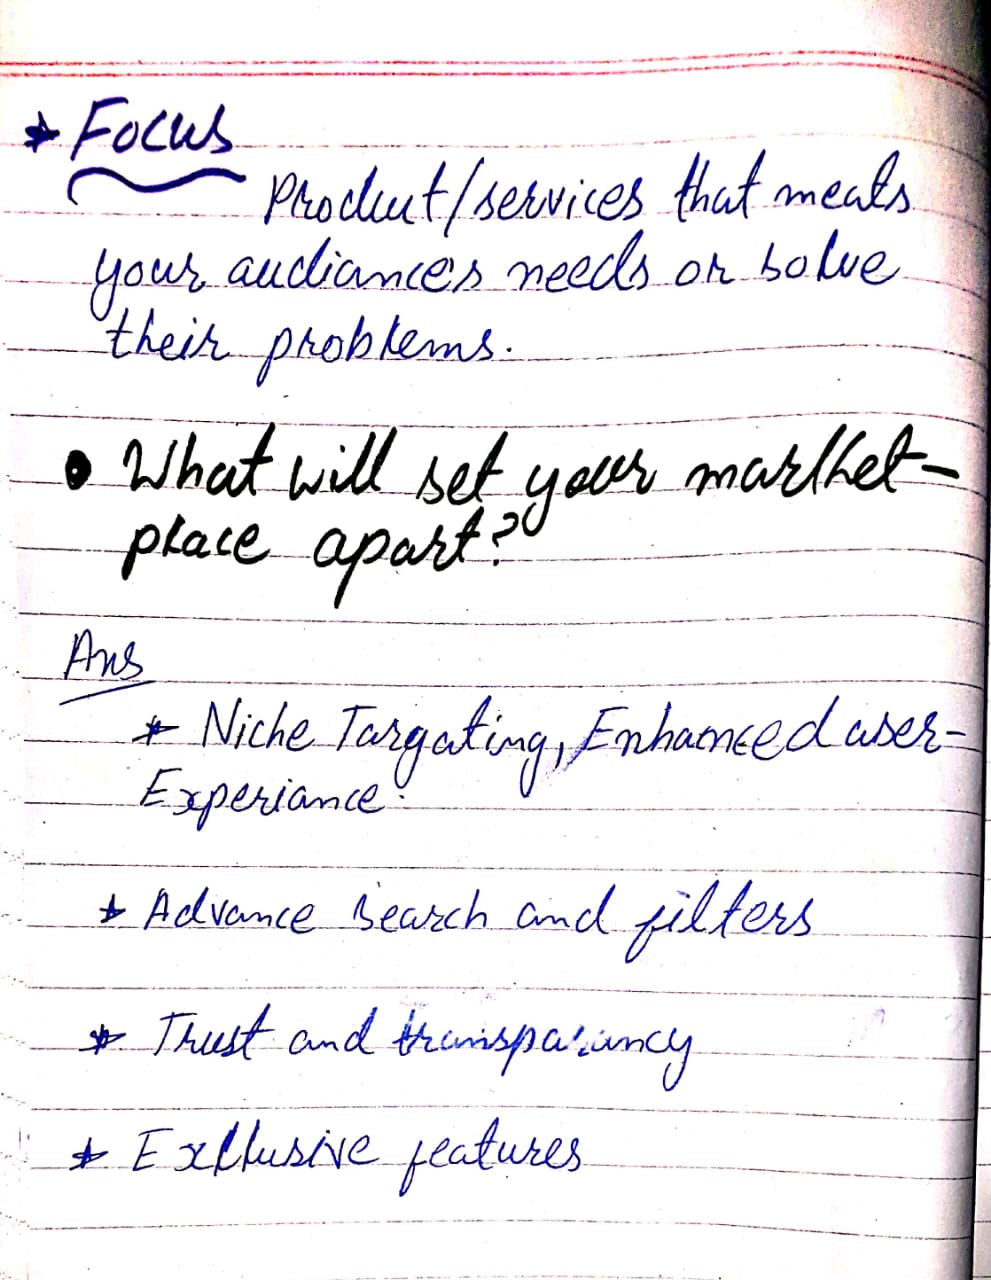 * Focus
Product/services that meats
your audiance's needs or solve
their problems.
• What will set your market-
place apart?
Ans
* Niche Targating, Enhanced user-
Experiance.
* Advance search and filters
* Trust and transparancy
* Exclusive features